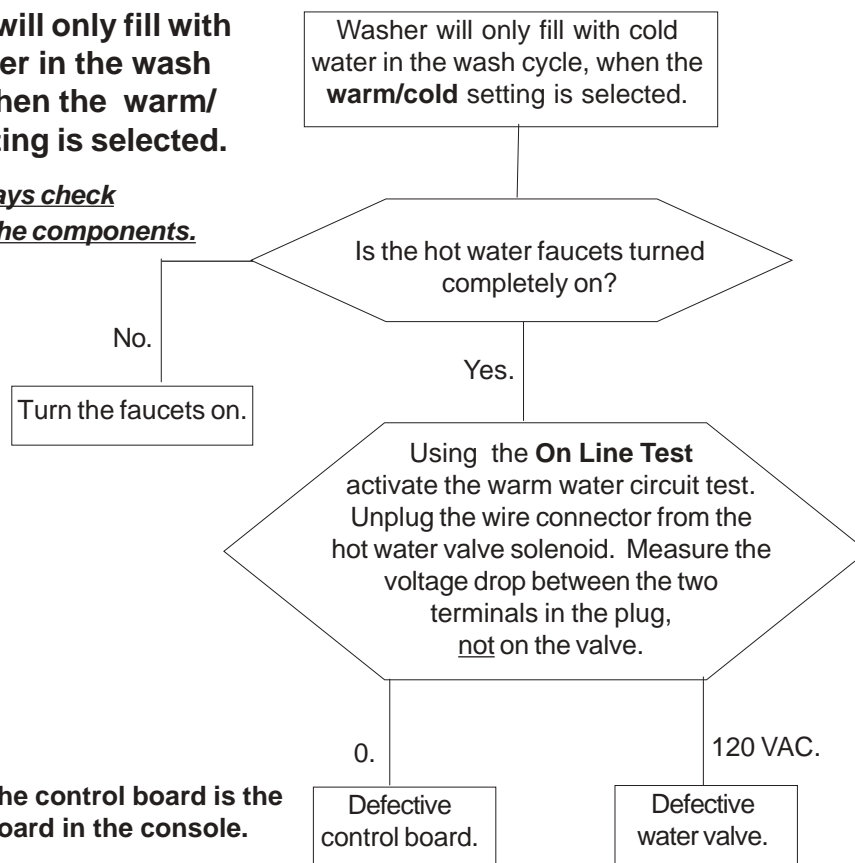 will only fill with
er in the wash
hen the warm/
ting is selected.
ays check
he components.
Washer will only fill with cold
water in the wash cycle, when the
warm/cold setting is selected.
Is the hot water faucets turned
completely on?
No.
Yes.
Turn the faucets on.
Using the On Line Test
activate the warm water circuit test.
Unplug the wire connector from the
hot water valve solenoid. Measure the
voltage drop between the two
terminals in the plug,
not on the valve.
0.
120 VAC.
he control board is the
oard in the console.
Defective
control board.
Defective
water valve.